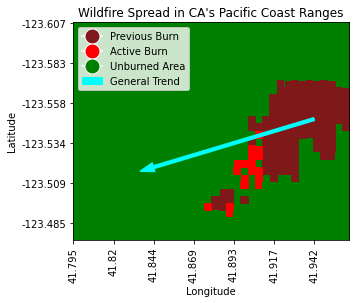 Wildfire Spread in CA's Pacific Coast Ranges
Previous Burn
Active Burn
Unburned Area
General Trend
Latitude
-123.607
-123.583
-123.558
-123.534
-123.509
-123.485
41.795
41.82
41.844
41.869
41.893
41.917
41.942
Longitude